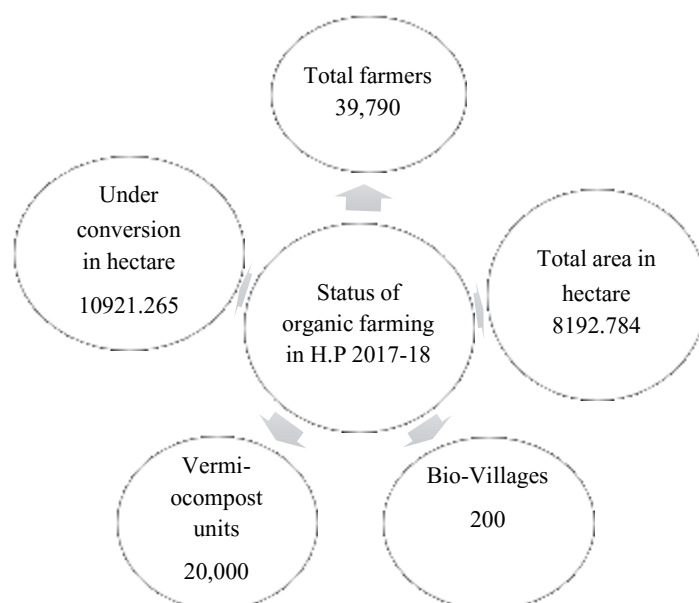 Total farmers
39,790
Under
conversion
in hectare
10921.265
Total area in
hectare
8192.784
Status of
organic farming
in H.P 2017-18
Vermi-
ocompost
units
20,000
Bio-Villages
200